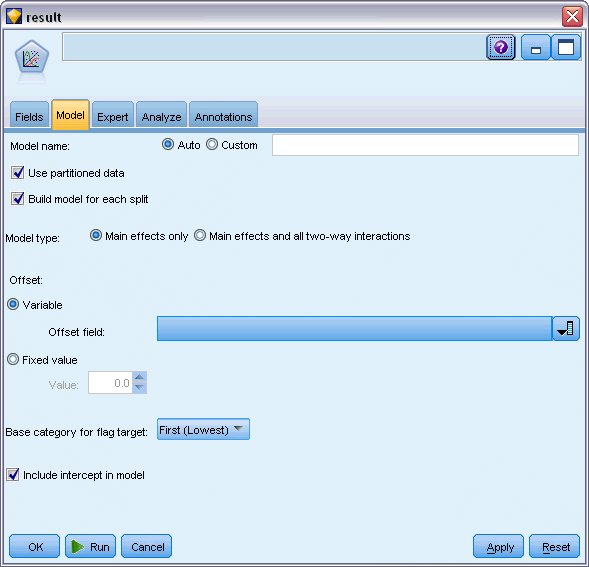 result
?
Fields Model Expert Analyze Annotations
Model name: Auto Custom
Use partitioned data
Build model for each split
Model type: Main effects only Main effects and all two-way interactions
Offset:
Variable
Offset field:
Fixed value
Value: 0.0
Base category for flag target: First (Lowest)
Include intercept in model
OK Run Cancel Apply Reset